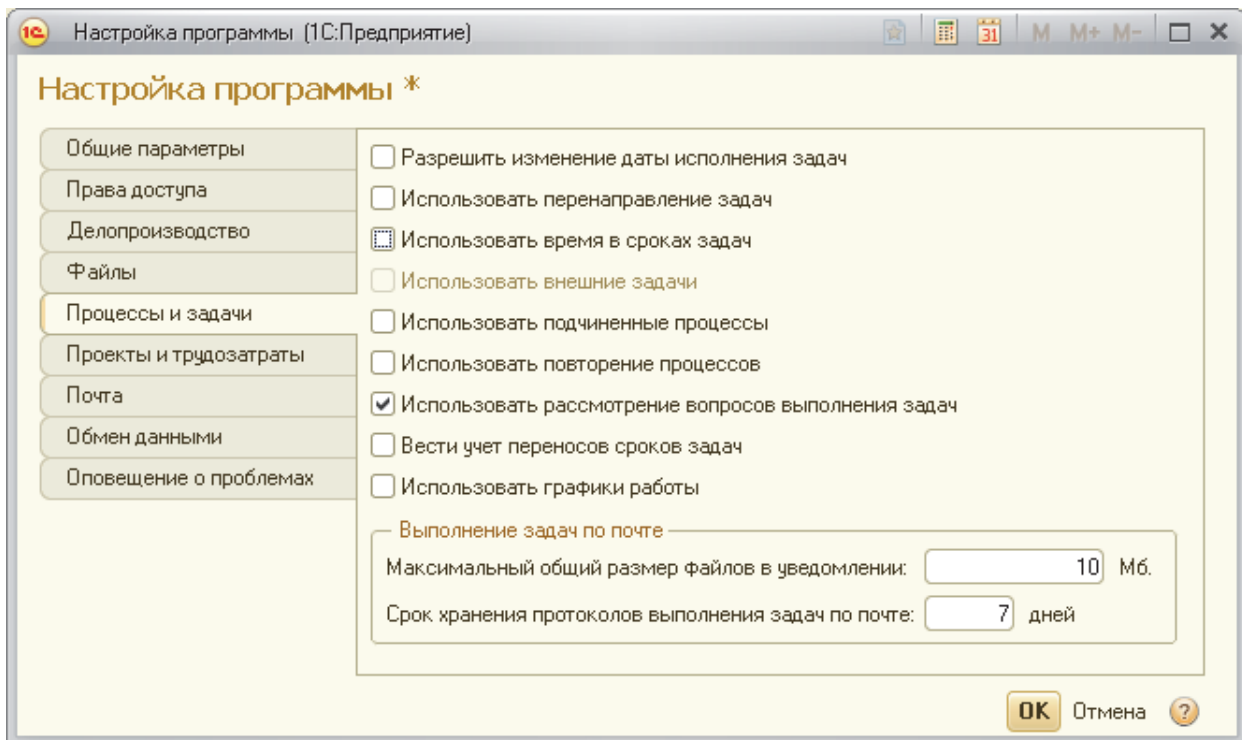 1С Настройка программы (1С:Предприятие) 31 M M+ M-
Настройка программы *
Общие параметры
Права доступа
Делопроизводство
Файлы
Процессы и задачи
Проекты и трудозатраты
Почта
Обмен данными
Оповещение о проблемах
Разрешить изменение даты исполнения задач
Использовать перенаправление задач
Использовать время в сроках задач
Использовать внешние задачи
Использовать подчиненные процессы
Использовать повторение процессов
Использовать рассмотрение вопросов выполнения задач
Вести учет переносов сроков задач
Использовать графики работы
Выполнение задач по почте
Максимальный общий размер файлов в уведомлении: 10 Мб.
Срок хранения протоколов выполнения задач по почте: 7 дней
ОК Отмена ?